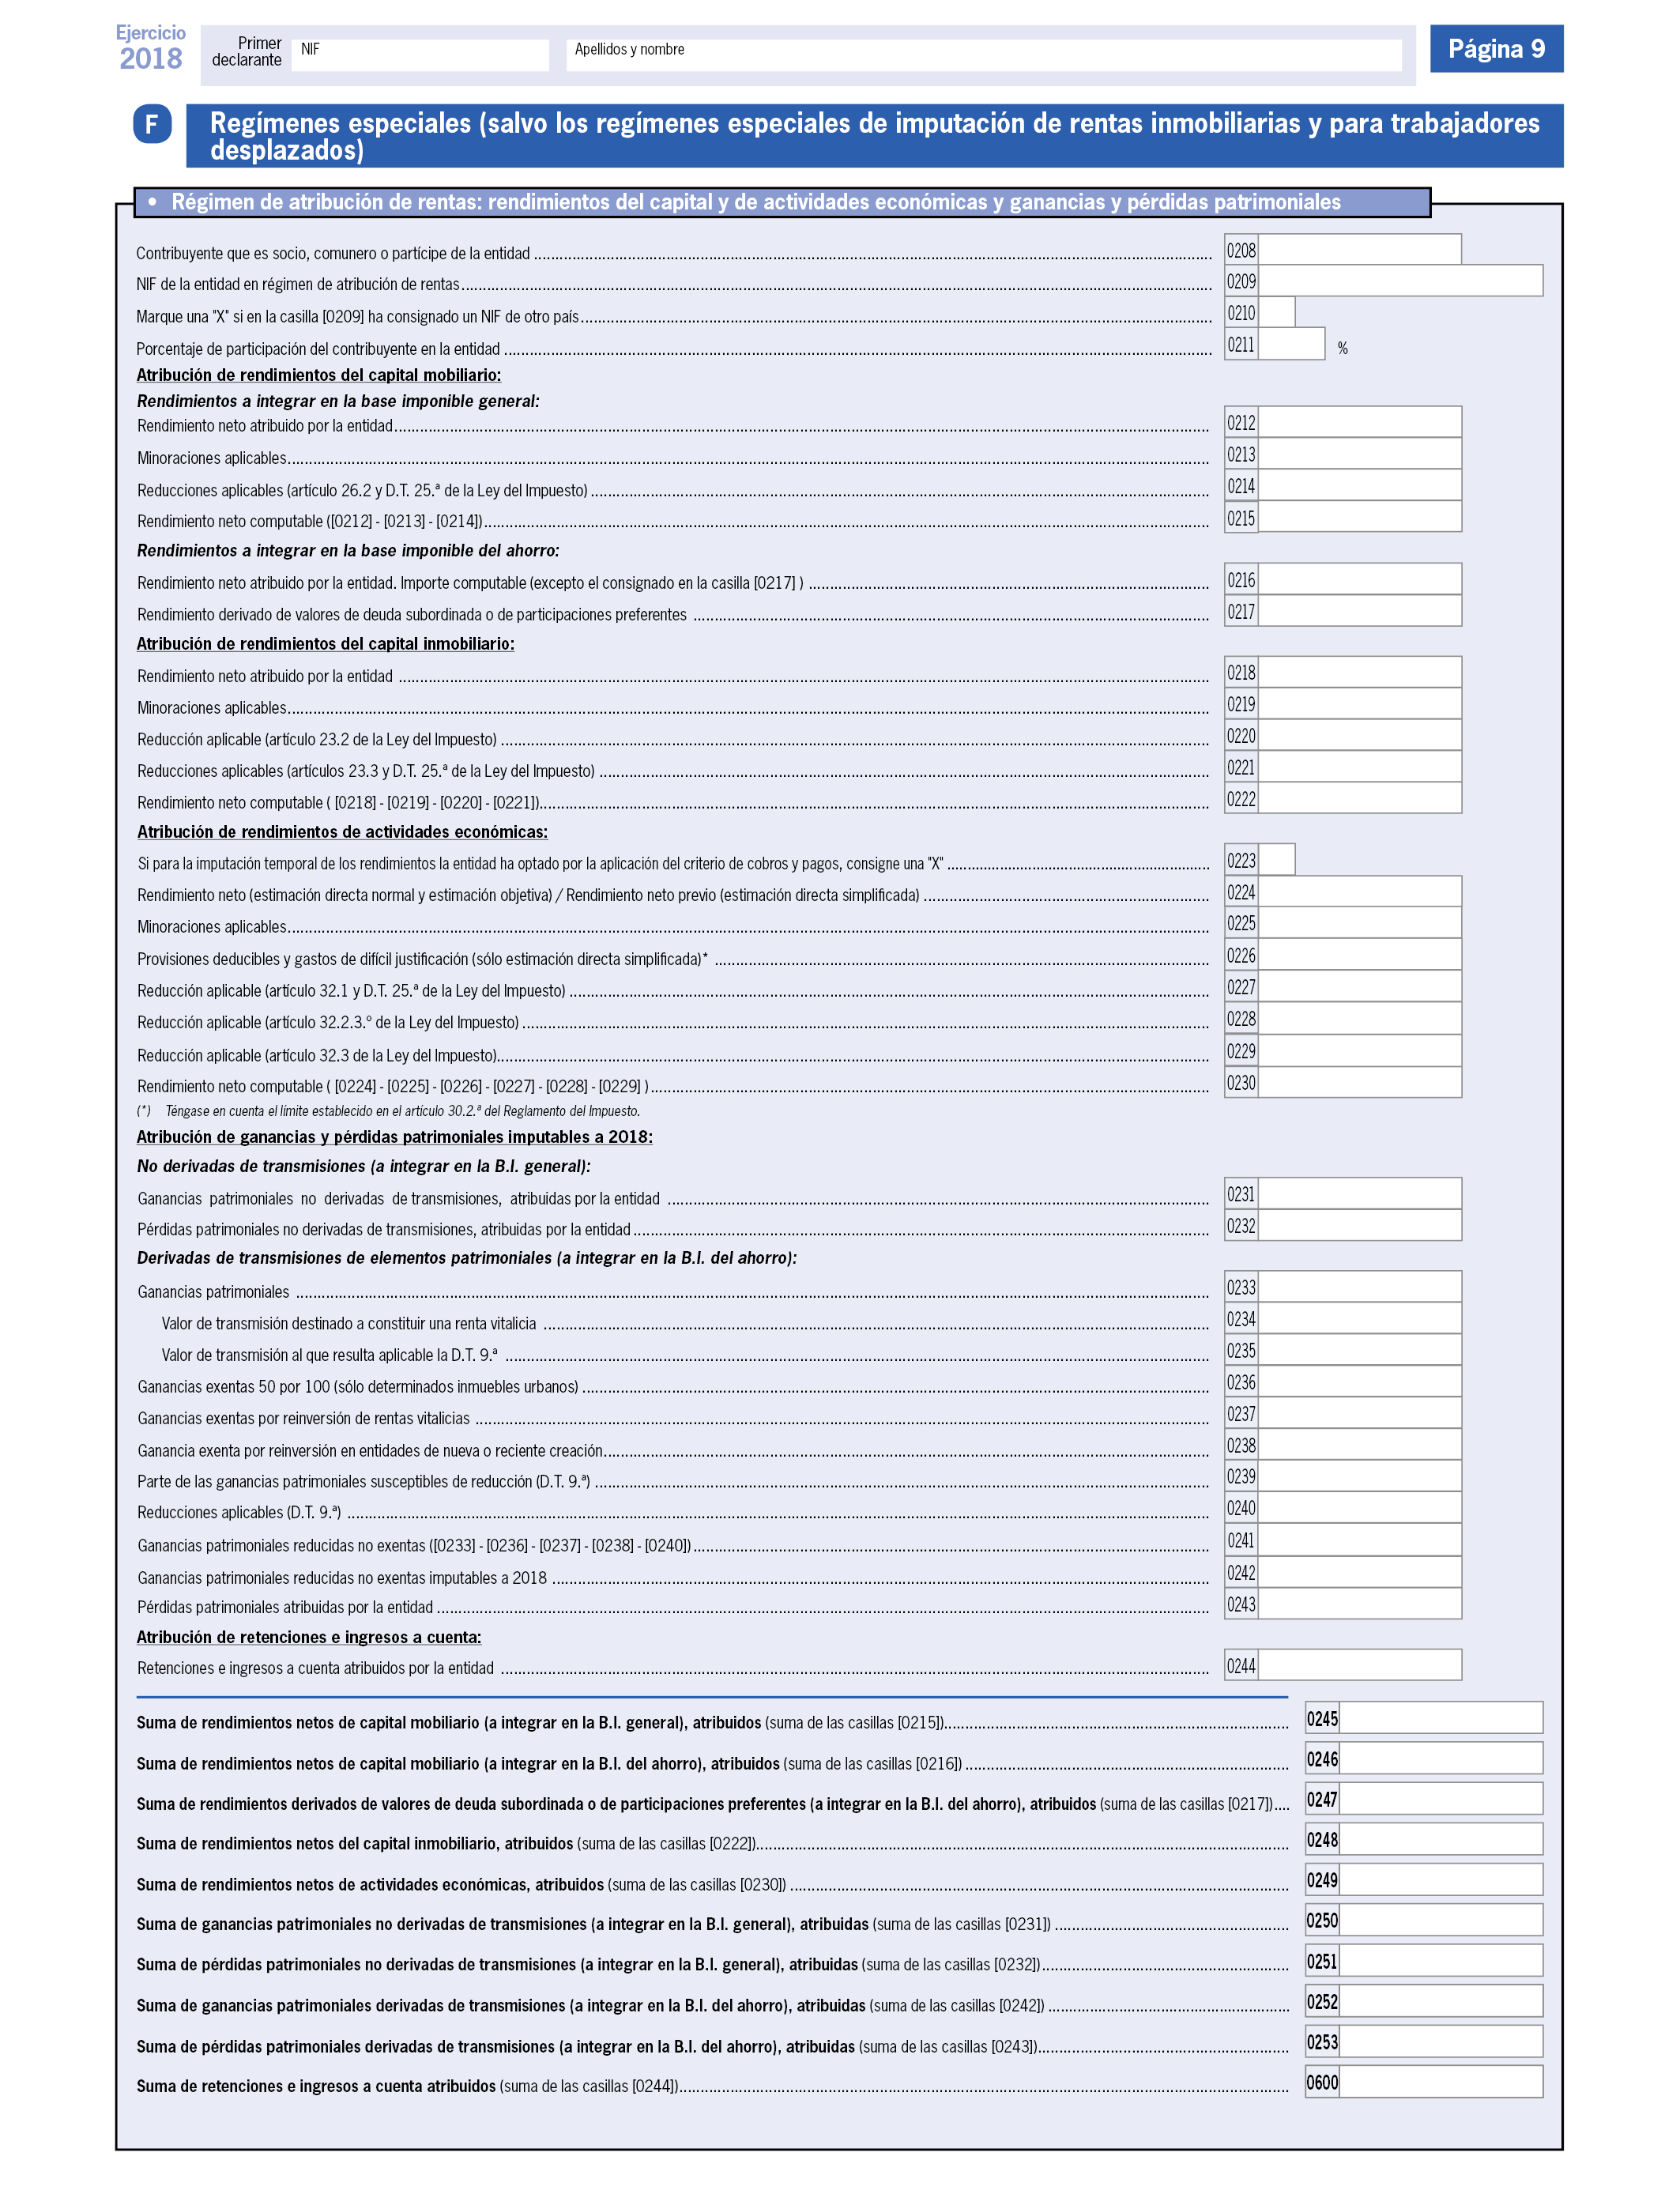 Ejercicio
2018
Primer
declarante
NIF
Apellidos y nombre
Página 9
F
Regímenes especiales (salvo los regímenes especiales de imputación de rentas inmobiliarias y para trabajadores
desplazados)
• Régimen de atribución de rentas: rendimientos del capital y de actividades económicas y ganancias y pérdidas patrimoniales
Contribuyente que es socio, comunero o partícipe de la entidad 0208
NIF de la entidad en régimen de atribución de rentas 0209
Marque una "X" si en la casilla [0209] ha consignado un NIF de otro país 0210
Porcentaje de participación del contribuyente en la entidad 0211 %
Atribución de rendimientos del capital mobiliario:
Rendimientos a integrar en la base imponible general:
Rendimiento neto atribuido por la entidad 0212
Minoraciones aplicables 0213
Reducciones aplicables (artículo 26.2 y D.T. 25.ª de la Ley del Impuesto) 0214
Rendimiento neto computable ([0212] - [0213] - [0214]) 0215
Rendimientos a integrar en la base imponible del ahorro:
Rendimiento neto atribuido por la entidad. Importe computable (excepto el consignado en la casilla [0217] ) 0216
Rendimiento derivado de valores de deuda subordinada o de participaciones preferentes 0217
Atribución de rendimientos del capital inmobiliario:
Rendimiento neto atribuido por la entidad 0218
Minoraciones aplicables 0219
Reducción aplicable (artículo 23.2 de la Ley del Impuesto) 0220
Reducciones aplicables (artículos 23.3 y D.T. 25.ª de la Ley del Impuesto) 0221
Rendimiento neto computable ( [0218] - [0219] - [0220] - [0221]) 0222
Atribución de rendimientos de actividades económicas:
Si para la imputación temporal de los rendimientos la entidad ha optado por la aplicación del criterio de cobros y pagos, consigne una "X" 0223
Rendimiento neto (estimación directa normal y estimación objetiva) / Rendimiento neto previo (estimación directa simplificada) 0224
Minoraciones aplicables 0225
Provisiones deducibles y gastos de difícil justificación (sólo estimación directa simplificada)* 0226
Reducción aplicable (artículo 32.1 y D.T. 25.ª de la Ley del Impuesto) 0227
Reducción aplicable (artículo 32.2.3.º de la Ley del Impuesto) 0228
Reducción aplicable (artículo 32.3 de la Ley del Impuesto) 0229
Rendimiento neto computable ( [0224] - [0225] - [0226] - [0227] - [0228] - [0229] ) 0230
(*) Téngase en cuenta el límite establecido en el artículo 30.2.ª del Reglamento del Impuesto.
Atribución de ganancias y pérdidas patrimoniales imputables a 2018:
No derivadas de transmisiones (a integrar en la B.I. general):
Ganancias patrimoniales no derivadas de transmisiones, atribuidas por la entidad 0231
Pérdidas patrimoniales no derivadas de transmisiones, atribuidas por la entidad 0232
Derivadas de transmisiones de elementos patrimoniales (a integrar en la B.I. del ahorro):
Ganancias patrimoniales 0233
Valor de transmisión destinado a constituir una renta vitalicia 0234
Valor de transmisión al que resulta aplicable la D.T. 9.ª 0235
Ganancias exentas 50 por 100 (sólo determinados inmuebles urbanos) 0236
Ganancias exentas por reinversión de rentas vitalicias 0237
Ganancia exenta por reinversión en entidades de nueva o reciente creación 0238
Parte de las ganancias patrimoniales susceptibles de reducción (D.T. 9.ª) 0239
Reducciones aplicables (D.T. 9.ª) 0240
Ganancias patrimoniales reducidas no exentas ([0233] - [0236] - [0237] - [0238] - [0240]) 0241
Ganancias patrimoniales reducidas no exentas imputables a 2018 0242
Pérdidas patrimoniales atribuidas por la entidad 0243
Atribución de retenciones e ingresos a cuenta:
Retenciones e ingresos a cuenta atribuidos por la entidad 0244
Suma de rendimientos netos de capital mobiliario (a integrar en la B.I. general), atribuidos (suma de las casillas [0215]) 0245
Suma de rendimientos netos de capital mobiliario (a integrar en la B.I. del ahorro), atribuidos (suma de las casillas [0216]) 0246
Suma de rendimientos derivados de valores de deuda subordinada o de participaciones preferentes (a integrar en la B.I. del ahorro), atribuidos (suma de las casillas [0217]) 0247
Suma de rendimientos netos del capital inmobiliario, atribuidos (suma de las casillas [0222]) 0248
Suma de rendimientos netos de actividades económicas, atribuidos (suma de las casillas [0230]) 0249
Suma de ganancias patrimoniales no derivadas de transmisiones (a integrar en la B.I. general), atribuidas (suma de las casillas [0231]) 0250
Suma de pérdidas patrimoniales no derivadas de transmisiones (a integrar en la B.I. general), atribuidas (suma de las casillas [0232]) 0251
Suma de ganancias patrimoniales derivadas de transmisiones (a integrar en la B.I. del ahorro), atribuidas (suma de las casillas [0242]) 0252
Suma de pérdidas patrimoniales derivadas de transmisiones (a integrar en la B.I. del ahorro), atribuidas (suma de las casillas [0243]) 0253
Suma de retenciones e ingresos a cuenta atribuidos (suma de las casillas [0244]) 0600